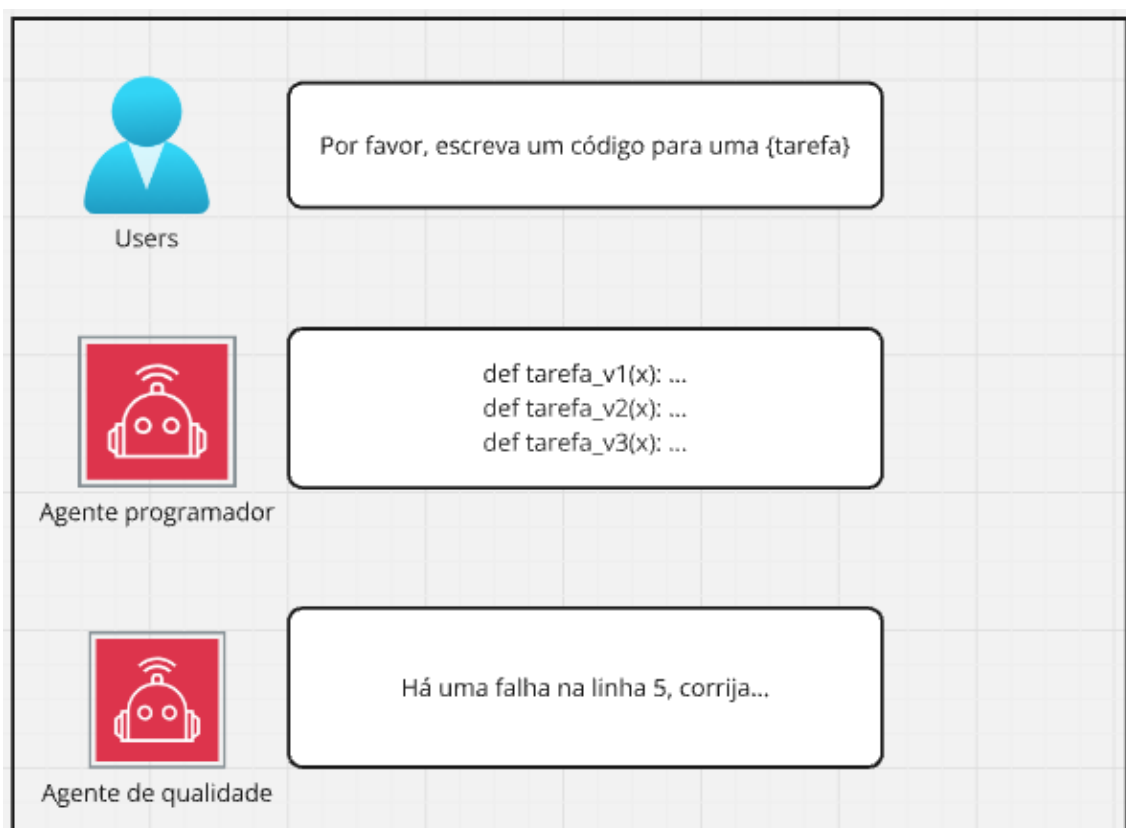 Por favor, escreva um código para uma {tarefa}
Users
def tarefa_v1(x): ...
def tarefa_v2(x): ...
def tarefa_v3(x): ...
Agente programador
Há uma falha na linha 5, corrija...
Agente de qualidade